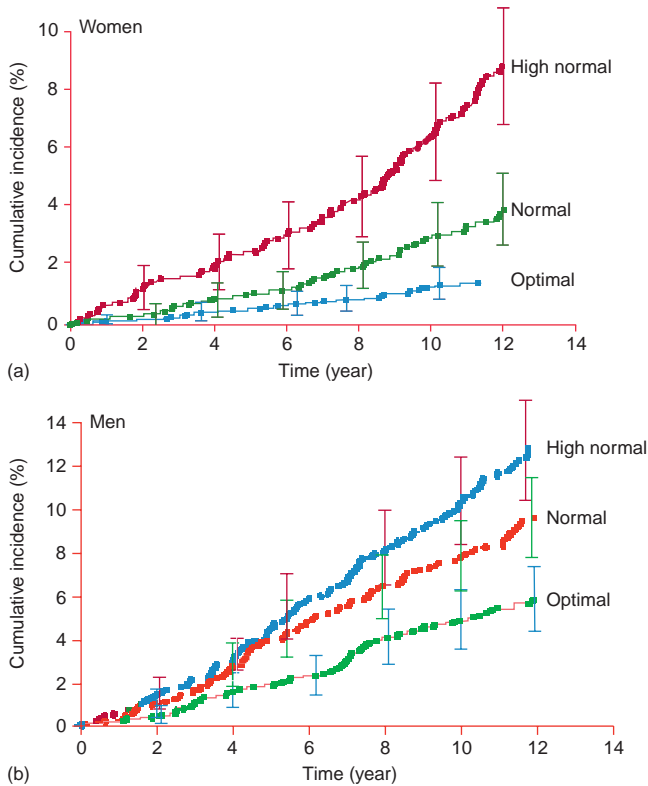 Women
Cumulative incidence (%)
10
8
6
4
2
0
High normal
Normal
Optimal
0 2 4 6 8 10 12 14
Time (year)
(a)
Men
Cumulative incidence (%)
14
12
10
8
6
4
2
0
High normal
Normal
Optimal
0 2 4 6 8 10 12 14
Time (year)
(b)